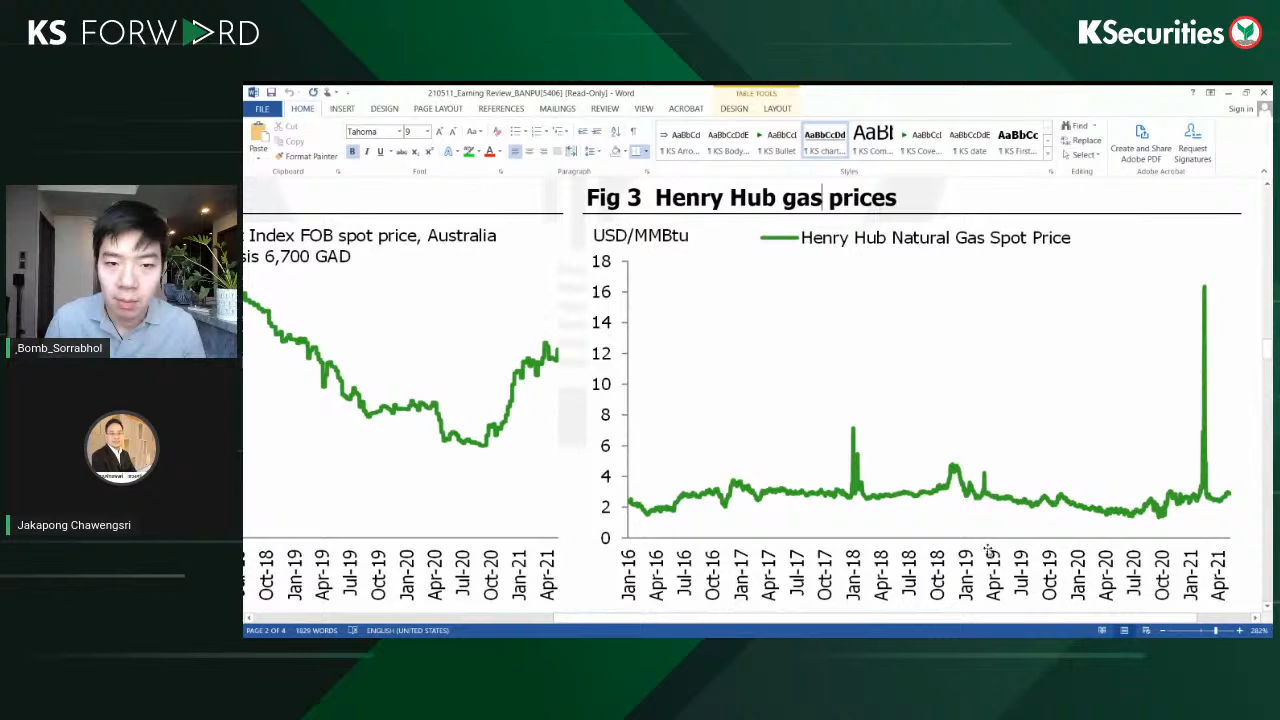 KS FORWARD
KSecurities
210511_Earning Review_BANPU[5406] [Read-Only] - Word
TABLE TOOLS
Sign in
FILE HOME INSERT DESIGN PAGE LAYOUT REFERENCES MAILINGS REVIEW VIEW ACROBAT DESIGN LAYOUT
Paste
Cut
Copy
Format Painter
Tahoma 9
AaBbCcl AaBbCcDdE AaBbCcl AaBbCcDd AaBbC AaBbCcl AaBbCcDdE AaBbCc
KS Arro... KS Body... KS Bullet KS chart... KS Com... KS Cove... KS date KS First...
Find
Replace
Select
Create and Share
Adobe PDF
Request
Signatures
Clipboard Font Paragraph Styles Editing Adobe Acrobat
Fig 3 Henry Hub gas prices
Index FOB spot price, Australia
sis 6,700 GAD
USD/MMBtu
Henry Hub Natural Gas Spot Price
18
16
14
12
10
8
6
4
2
0
Oct-18 Jan-19 Apr-19 Jul-19 Oct-19 Jan-20 Apr-20 Jul-20 Oct-20 Jan-21 Apr-21
Jan-16 Apr-16 Jul-16 Oct-16 Jan-17 Apr-17 Jul-17 Oct-17 Jan-18 Apr-18 Jul-18 Oct-18 Jan-19 Apr-19 Jul-19 Oct-19 Jan-20 Apr-20 Jul-20 Oct-20 Jan-21 Apr-21
Bomb_Sorrabhol
Jakapong Chawengsri
PAGE 2 OF 4 1829 WORDS ENGLISH (UNITED STATES) 282%